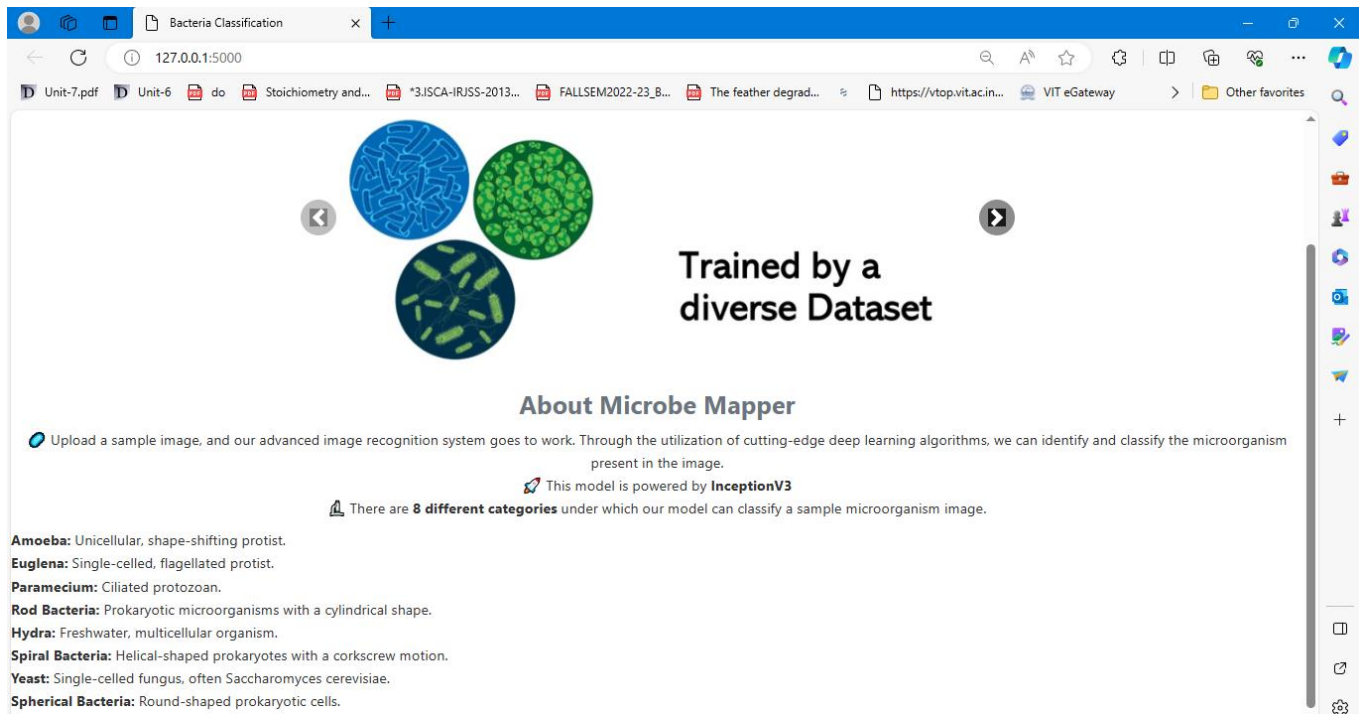 Bacteria Classification
127.0.0.1:5000
Unit-7.pdf Unit-6 do Stoichiometry and... *3.ISCA-IRJSS-2013... FALLSEM2022-23_B... The feather degrad... https://vtop.vit.ac.in... VIT eGateway Other favorites
Trained by a
diverse Dataset
About Microbe Mapper
Upload a sample image, and our advanced image recognition system goes to work. Through the utilization of cutting-edge deep learning algorithms, we can identify and classify the microorganism
present in the image.
This model is powered by InceptionV3
There are 8 different categories under which our model can classify a sample microorganism image.
Amoeba: Unicellular, shape-shifting protist.
Euglena: Single-celled, flagellated protist.
Paramecium: Ciliated protozoan.
Rod Bacteria: Prokaryotic microorganisms with a cylindrical shape.
Hydra: Freshwater, multicellular organism.
Spiral Bacteria: Helical-shaped prokaryotes with a corkscrew motion.
Yeast: Single-celled fungus, often Saccharomyces cerevisiae.
Spherical Bacteria: Round-shaped prokaryotic cells.